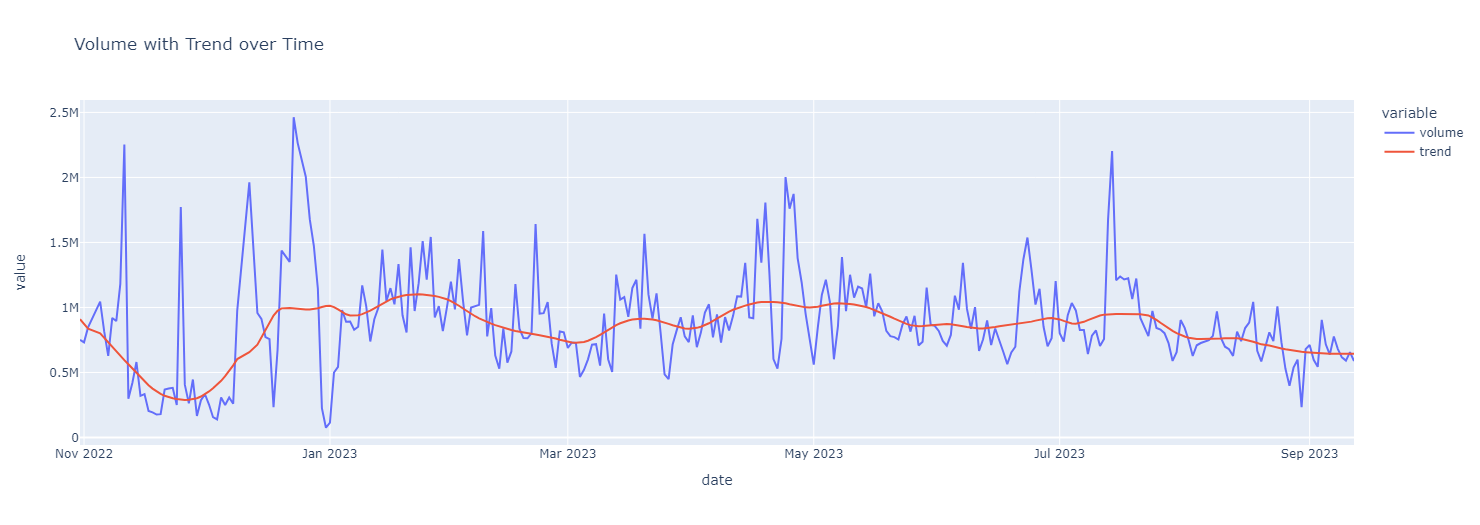 Volume with Trend over Time
2.5M
2M
1.5M
1M
0.5M
0
value
Nov 2022
Jan 2023
Mar 2023
May 2023
Jul 2023
Sep 2023
date
variable
volume
trend